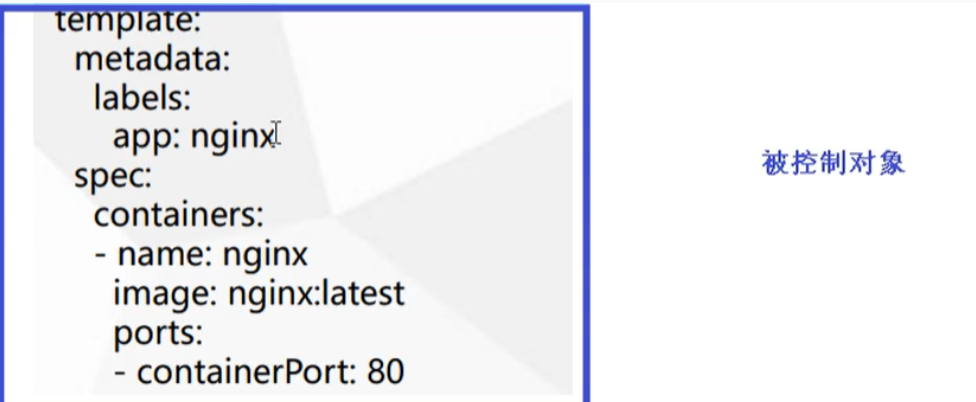 template:
metadata:
labels:
app: nginx
spec:
containers:
- name: nginx
image: nginx:latest
ports:
- containerPort: 80
被控制对象